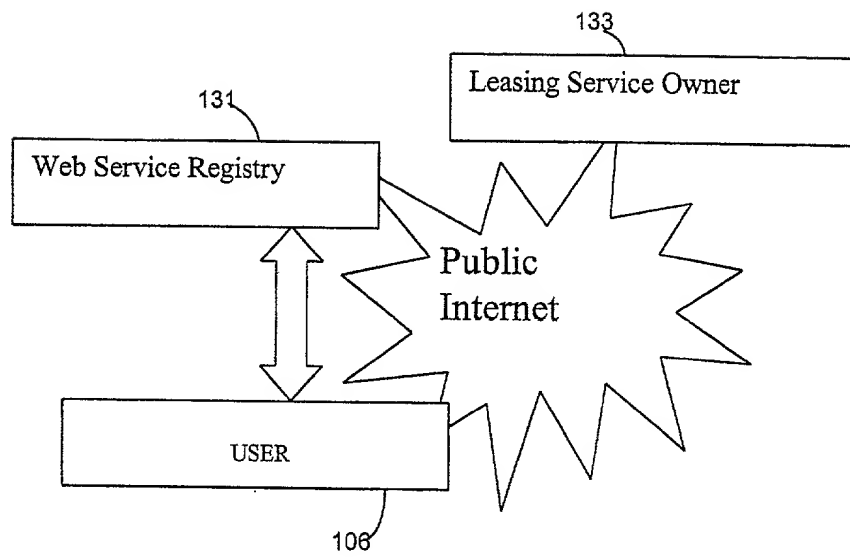 133
Leasing Service Owner
131
Web Service Registry
Public
Internet
USER
106